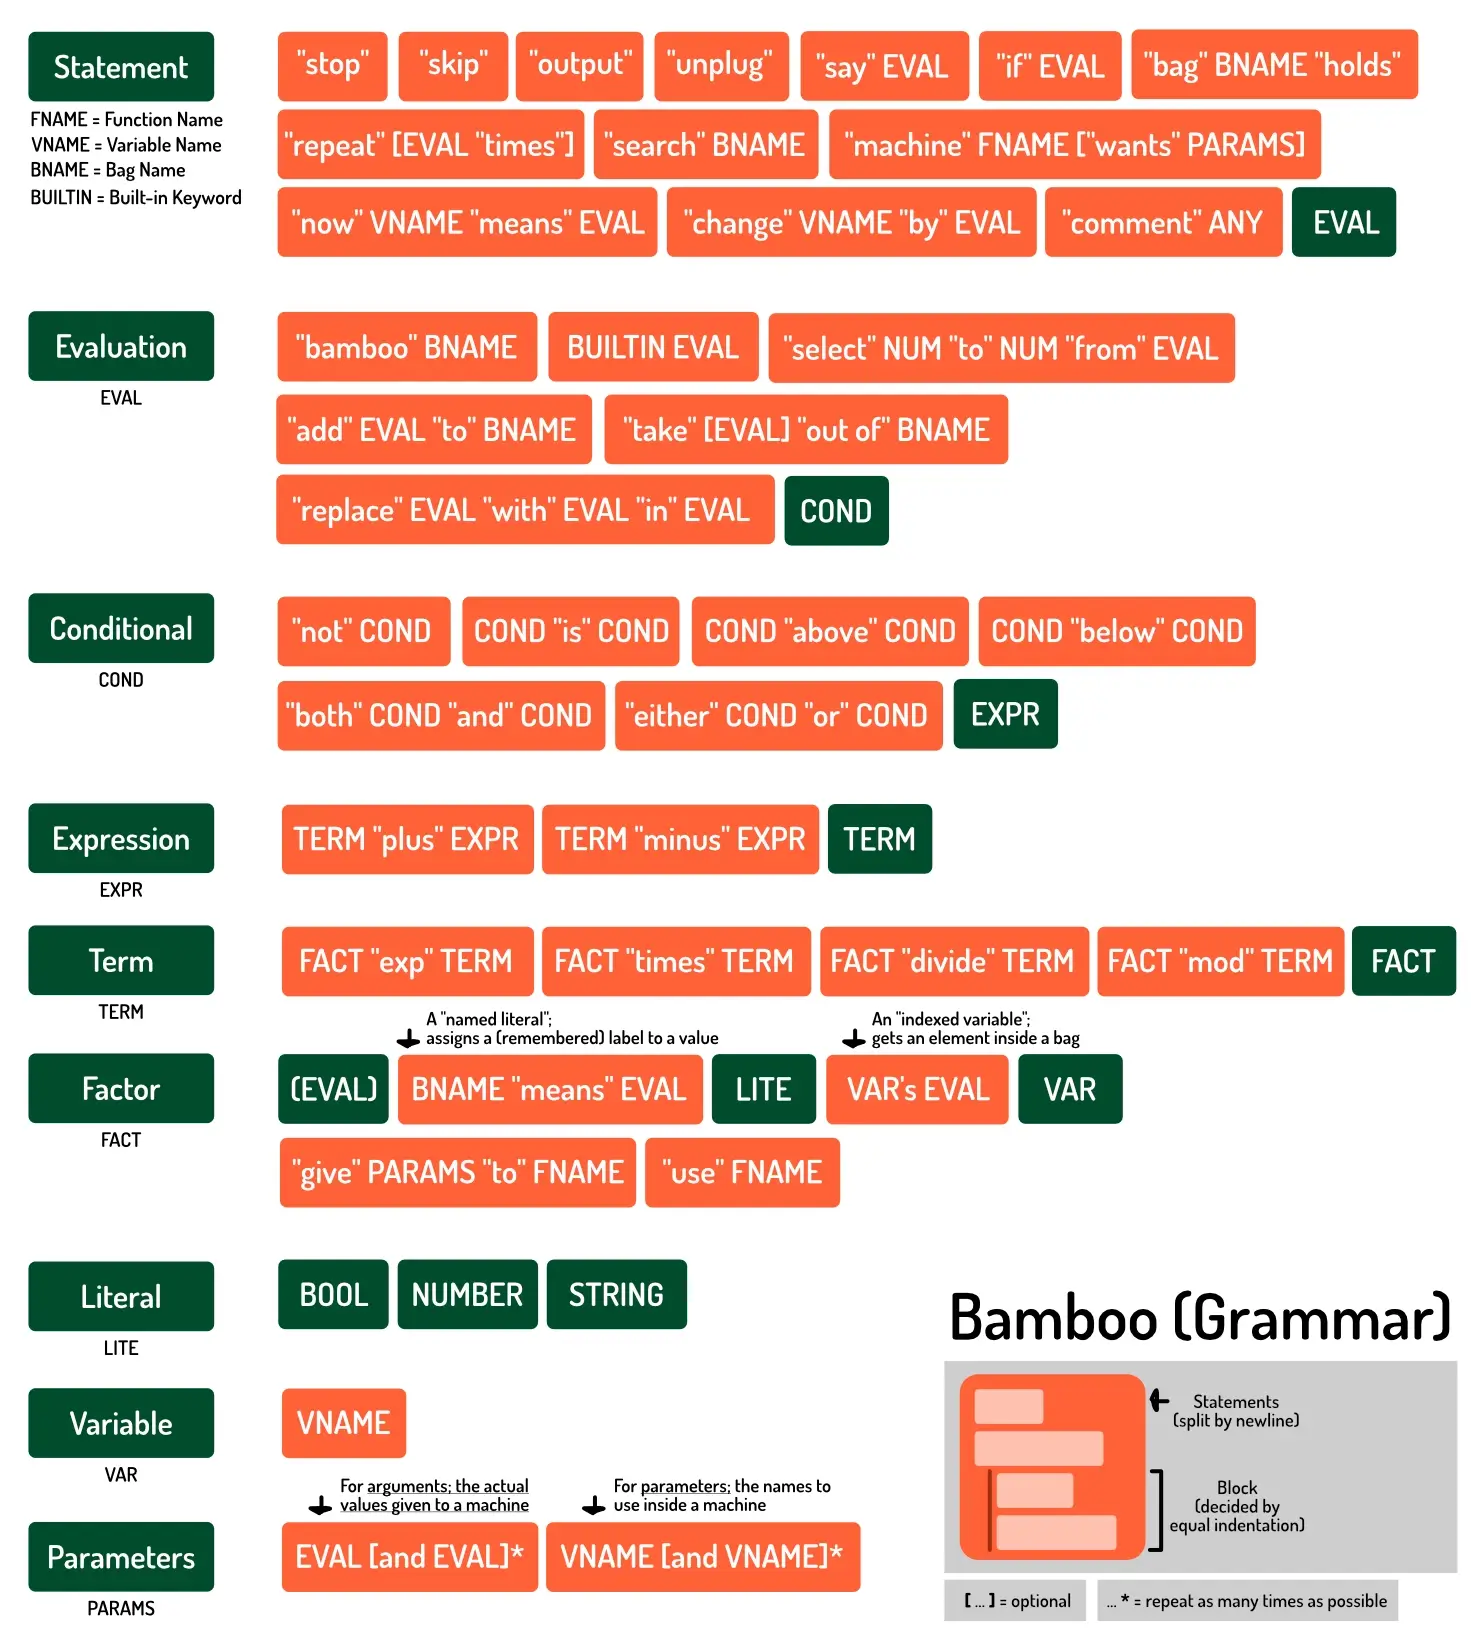 Statement
"stop" "skip" "output" "unplug" "say" EVAL "if" EVAL "bag" BNAME "holds"
FNAME = Function Name
VNAME = Variable Name
BNAME = Bag Name
BUILTIN = Built-in Keyword
"repeat" [EVAL "times"] "search" BNAME "machine" FNAME ["wants" PARAMS]
"now" VNAME "means" EVAL "change" VNAME "by" EVAL "comment" ANY EVAL
Evaluation
EVAL
"bamboo" BNAME BUILTIN EVAL "select" NUM "to" NUM "from" EVAL
"add" EVAL "to" BNAME "take" [EVAL] "out of" BNAME
"replace" EVAL "with" EVAL "in" EVAL COND
Conditional
COND
"not" COND COND "is" COND COND "above" COND COND "below" COND
"both" COND "and" COND "either" COND "or" COND EXPR
Expression
EXPR
TERM "plus" EXPR TERM "minus" EXPR TERM
Term
TERM
FACT "exp" TERM FACT "times" TERM FACT "divide" TERM FACT "mod" TERM FACT
A "named literal";
assigns a (remembered) label to a value
An "indexed variable";
gets an element inside a bag
Factor
FACT
(EVAL) BNAME "means" EVAL LITE VAR's EVAL VAR
"give" PARAMS "to" FNAME "use" FNAME
Literal
LITE
BOOL NUMBER STRING
Variable
VAR
VNAME
For arguments; the actual
values given to a machine
For parameters; the names to
use inside a machine
Parameters
PARAMS
EVAL [and EVAL]* VNAME [and VNAME]*
Bamboo (Grammar)
Statements
(split by newline)
Block
(decided by
equal indentation)
[ ... ] = optional
... * = repeat as many times as possible